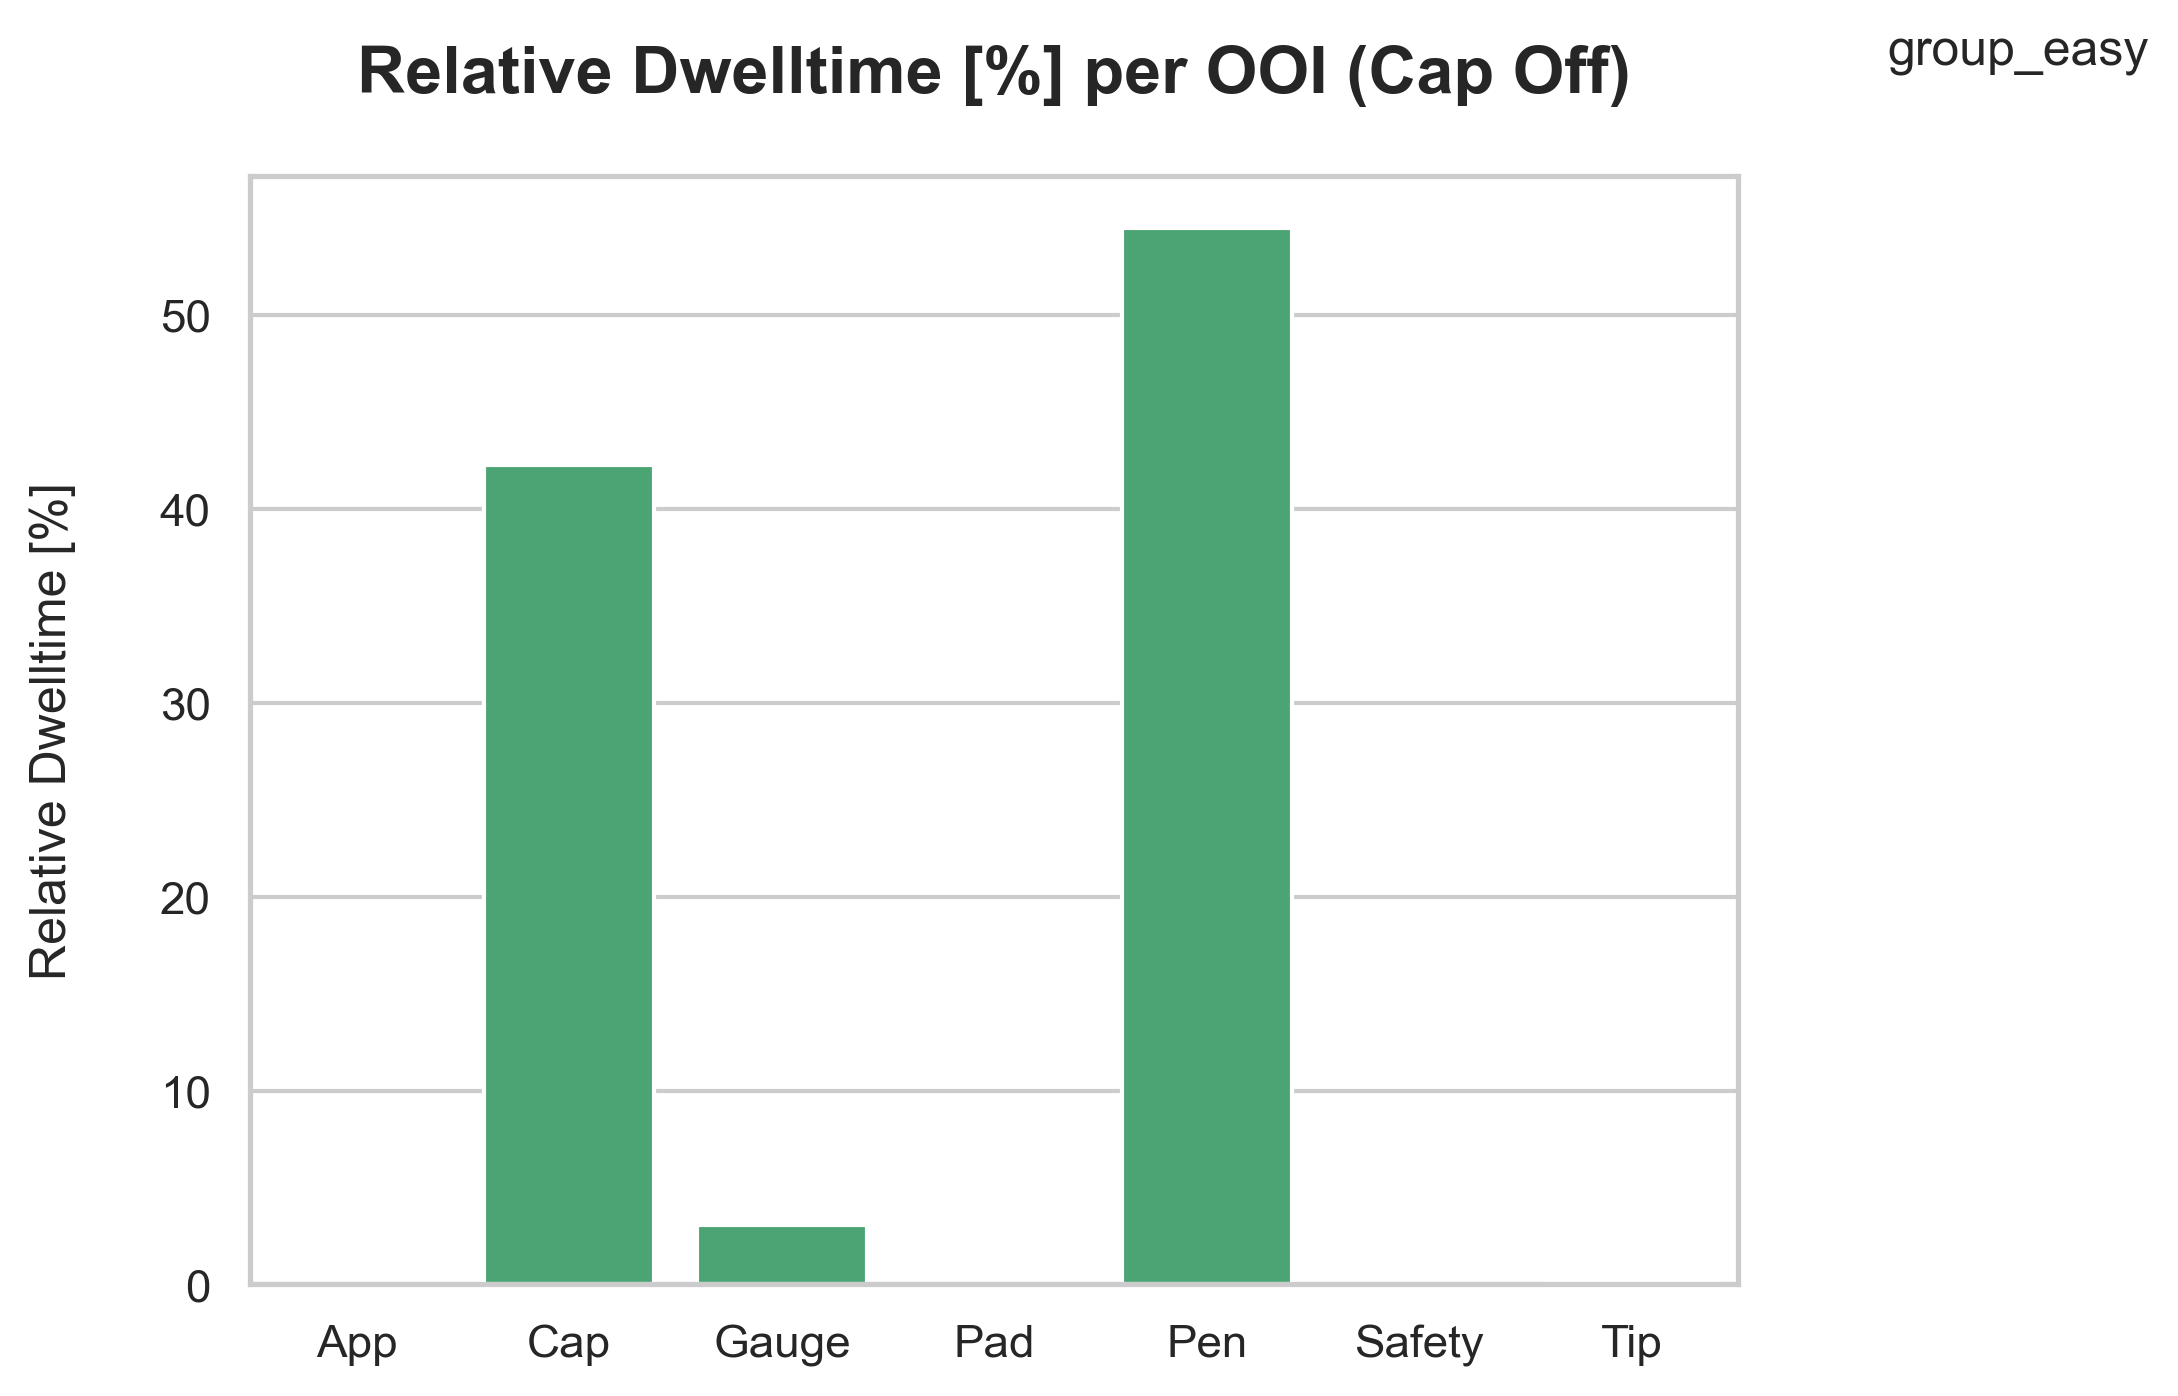 Relative Dwelltime [%] per OOI (Cap Off)
group_easy
Relative Dwelltime [%]
50
40
30
20
10
0
App Cap Gauge Pad Pen Safety Tip